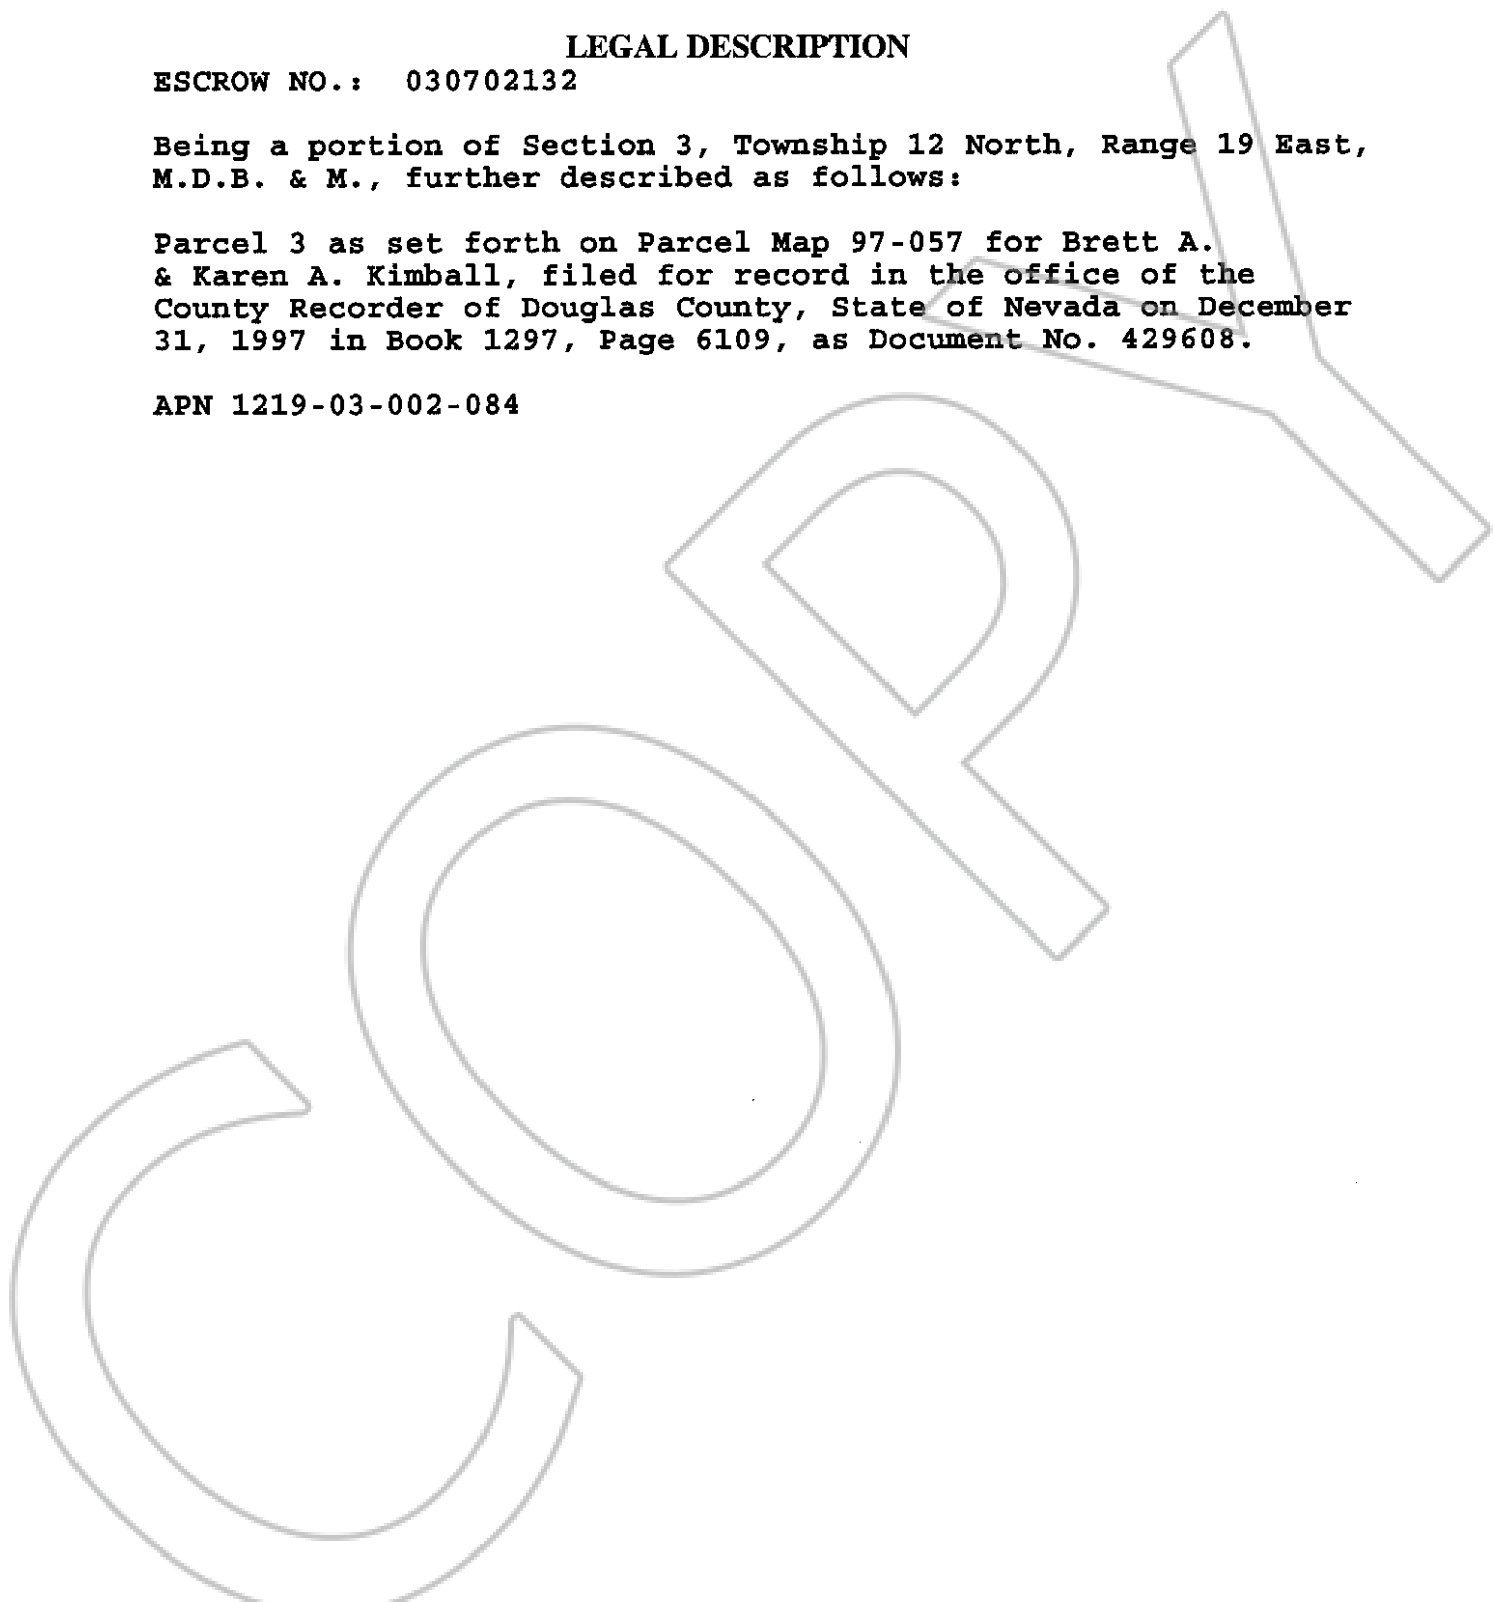 LEGAL DESCRIPTION
ESCROW NO.: 030702132
Being a portion of Section 3, Township 12 North, Range 19 East,
M.D.B. & M., further described as follows:
Parcel 3 as set forth on Parcel Map 97-057 for Brett A.
& Karen A. Kimball, filed for record in the office of the
County Recorder of Douglas County, State of Nevada on December
31, 1997 in Book 1297, Page 6109, as Document No. 429608.
APN 1219-03-002-084
COPY